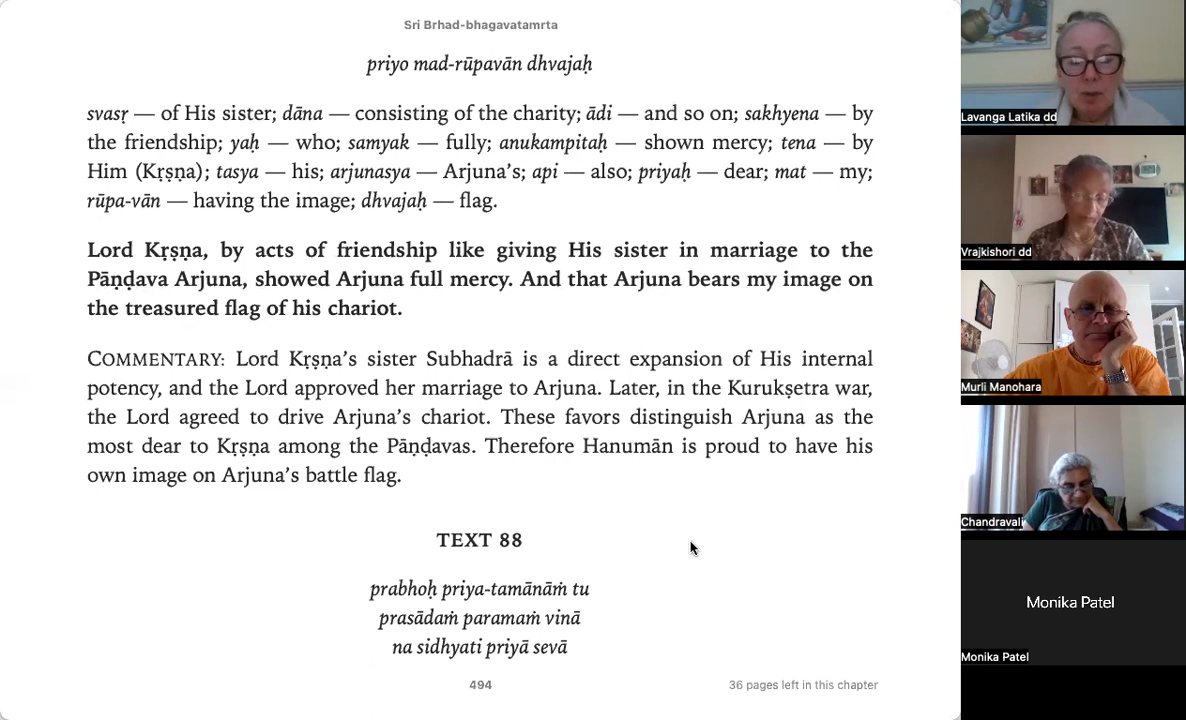 Sri Brhad-bhagavatamrta
priyo mad-rūpavān dhvajaḥ
svasṛ — of His sister; dāna — consisting of the charity; ādi — and so on; sakhyena — by
the friendship; yaḥ — who; samyak — fully; anukampitaḥ — shown mercy; tena — by
Him (Kṛṣṇa); tasya — his; arjunasya — Arjuna’s; api — also; priyaḥ — dear; mat — my;
rūpa-vān — having the image; dhvajaḥ — flag.
Lord Kṛṣṇa, by acts of friendship like giving His sister in marriage to the
Pāṇḍava Arjuna, showed Arjuna full mercy. And that Arjuna bears my image on
the treasured flag of his chariot.
COMMENTARY: Lord Kṛṣṇa’s sister Subhadrā is a direct expansion of His internal
potency, and the Lord approved her marriage to Arjuna. Later, in the Kurukṣetra war,
the Lord agreed to drive Arjuna’s chariot. These favors distinguish Arjuna as the
most dear to Kṛṣṇa among the Pāṇḍavas. Therefore Hanumān is proud to have his
own image on Arjuna’s battle flag.
TEXT 88
prabhoḥ priya-tamānāṁ tu
prasādaṁ paramaṁ vinā
na sidhyati priyā sevā
494
36 pages left in this chapter
Lavanga Latika dd
Vrajkishori dd
Murli Manohara
Chandravali
Monika Patel
Monika Patel